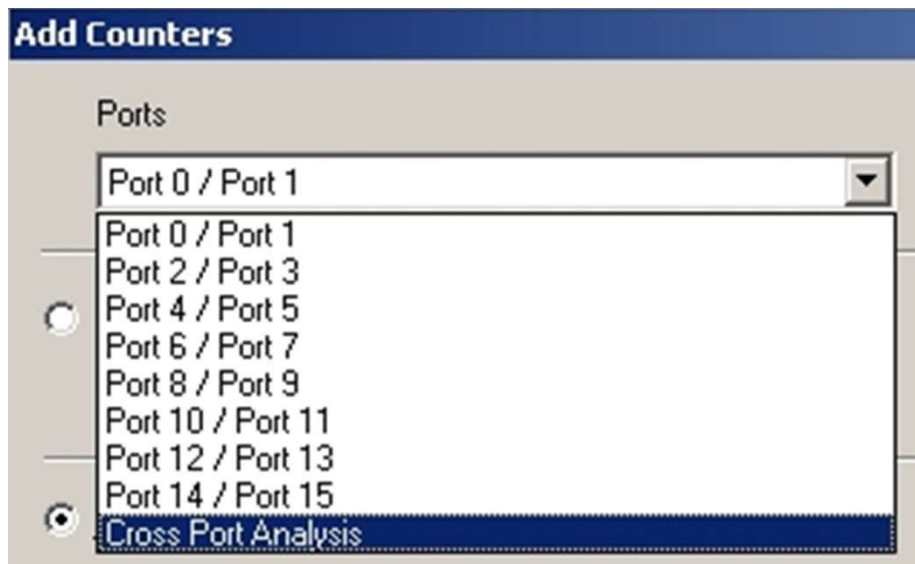 Add Counters
Ports
Port 0 / Port 1
Port 0 / Port 1
Port 2 / Port 3
Port 4 / Port 5
Port 6 / Port 7
Port 8 / Port 9
Port 10 / Port 11
Port 12 / Port 13
Port 14 / Port 15
Cross Port Analysis